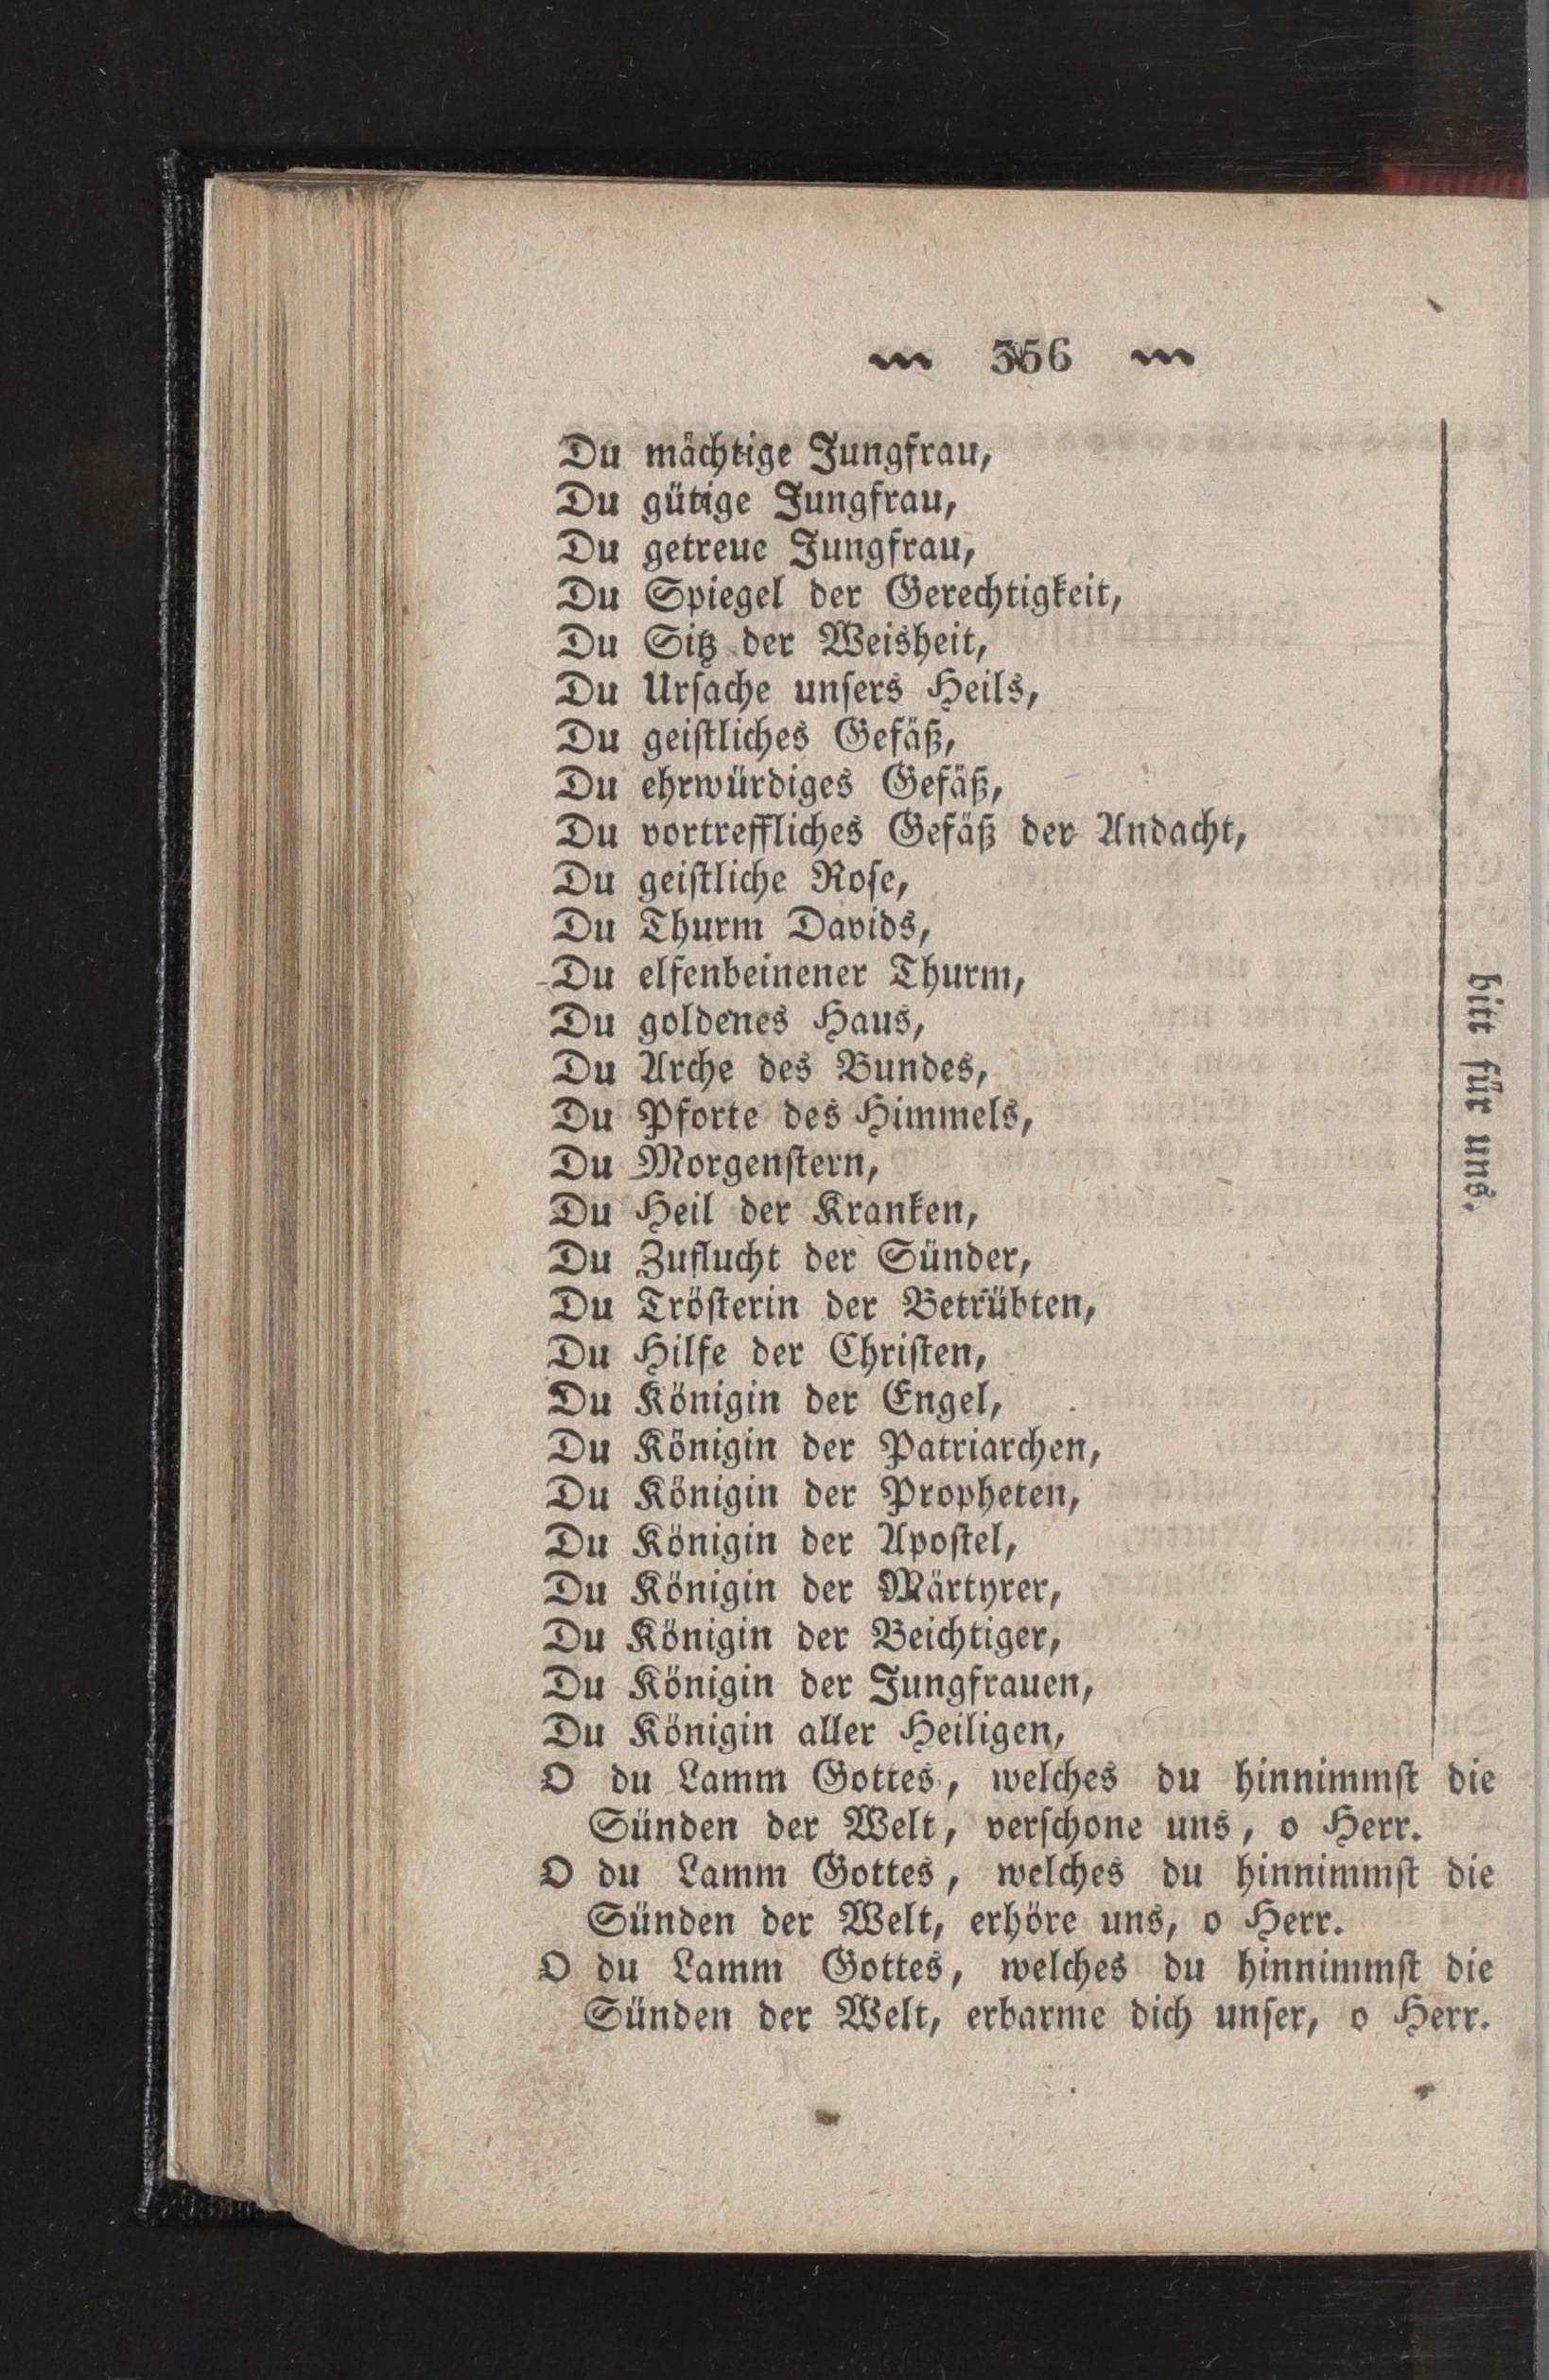 356
Du mächtige Jungfrau,
Du gütige Jungfrau,
Du getreue Jungfrau,
Du Spiegel der Gerechtigkeit,
Du Sitz der Weisheit,
Du Urſache unſers Heils,
Du geiſtliches Gefäß,
Du ehrwürdiges Gefäß,
Du vortreffliches Gefäß der Andacht,
Du geiſtliche Roſe,
Du Thurm Davids,
Du elfenbeinener Thurm,
Du goldenes Haus,
Du Arche des Bundes,
Du Pforte des Himmels,
Du Morgenſtern,
Du Heil der Kranken,
Du Zuflucht der Sünder,
Du Tröſterin der Betrübten,
Du Hilfe der Chriſten,
Du Königin der Engel,
Du Königin der Patriarchen,
Du Königin der Propheten,
Du Königin der Apoſtel,
Du Königin der Märtyrer,
Du Königin der Beichtiger,
Du Königin der Jungfrauen,
Du Königin aller Heiligen,
bitt für uns.
O du Lamm Gottes, welches du hinnimmſt die
Sünden der Welt, verſchone uns, o Herr.
O du Lamm Gottes, welches du hinnimmſt die
Sünden der Welt, erhöre uns, o Herr.
O du Lamm Gottes, welches du hinnimmſt die
Sünden der Welt, erbarme dich unſer, o Herr.